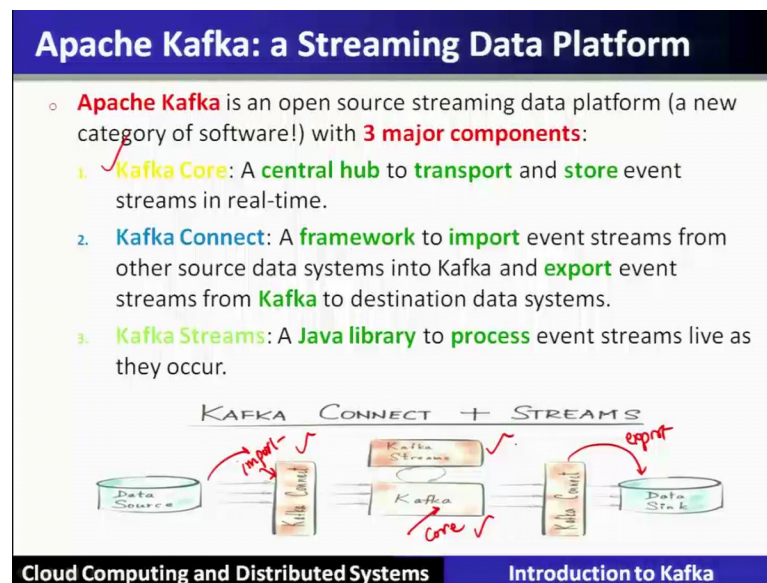 Apache Kafka: a Streaming Data Platform
Apache Kafka is an open source streaming data platform (a new
category of software!) with 3 major components:
1. Kafka Core: A central hub to transport and store event
streams in real-time.
2. Kafka Connect: A framework to import event streams from
other source data systems into Kafka and export event
streams from Kafka to destination data systems.
3. Kafka Streams: A Java library to process event streams live as
they occur.
KAFKA CONNECT + STREAMS
import
export
Kafka
Streams
Data
Source
Kafka Connect
Kafka
Kafka Connect
Data
Sink
core
Cloud Computing and Distributed Systems
Introduction to Kafka